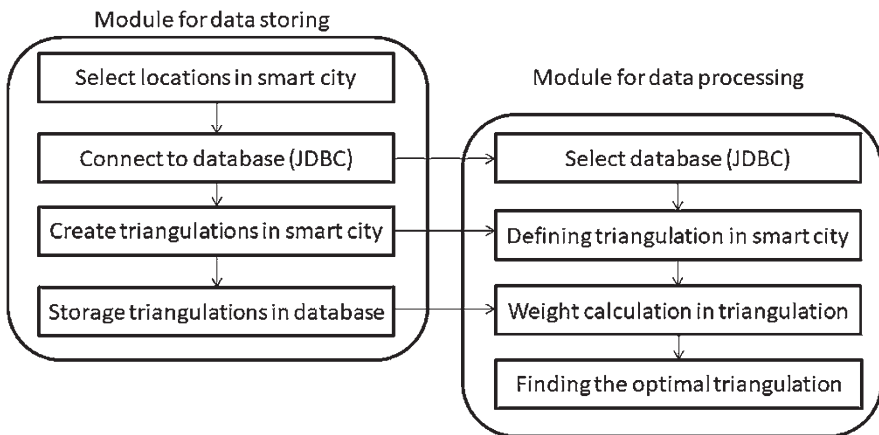 Module for data storing
Select locations in smart city
Connect to database (JDBC)
Create triangulations in smart city
Storage triangulations in database
Module for data processing
Select database (JDBC)
Defining triangulation in smart city
Weight calculation in triangulation
Finding the optimal triangulation